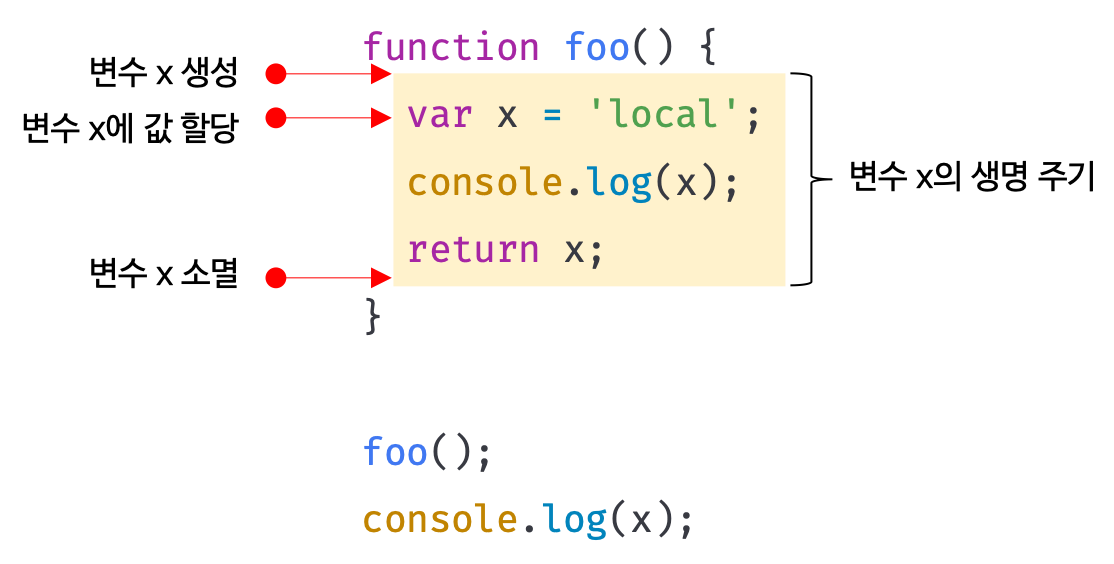 function foo() {
변수 x 생성
var x = 'local';
변수 x에 값 할당
console.log(x);
변수 x의 생명 주기
return x;
변수 x 소멸
}
foo();
console.log(x);